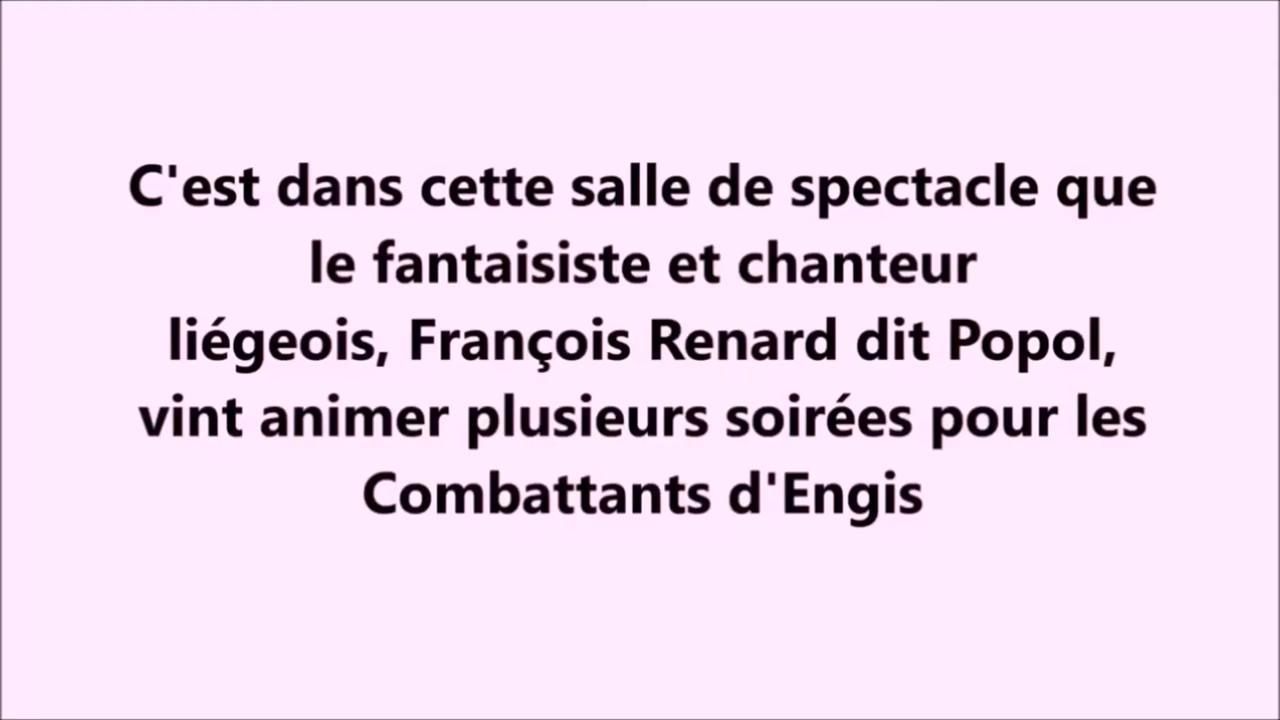 C'est dans cette salle de spectacle que
le fantaisiste et chanteur
liégeois, François Renard dit Popol,
vint animer plusieurs soirées pour les
Combattants d'Engis